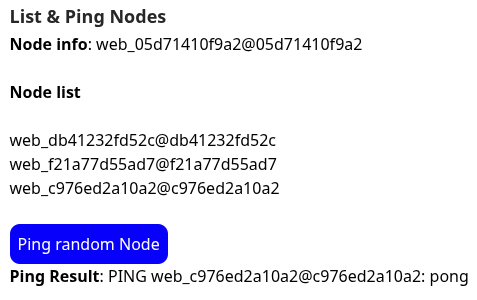 List & Ping Nodes
Node info: web_05d71410f9a2@05d71410f9a2
Node list
web_db41232fd52c@db41232fd52c
web_f21a77d55ad7@f21a77d55ad7
web_c976ed2a10a2@c976ed2a10a2
Ping random Node
Ping Result: PING web_c976ed2a10a2@c976ed2a10a2: pong